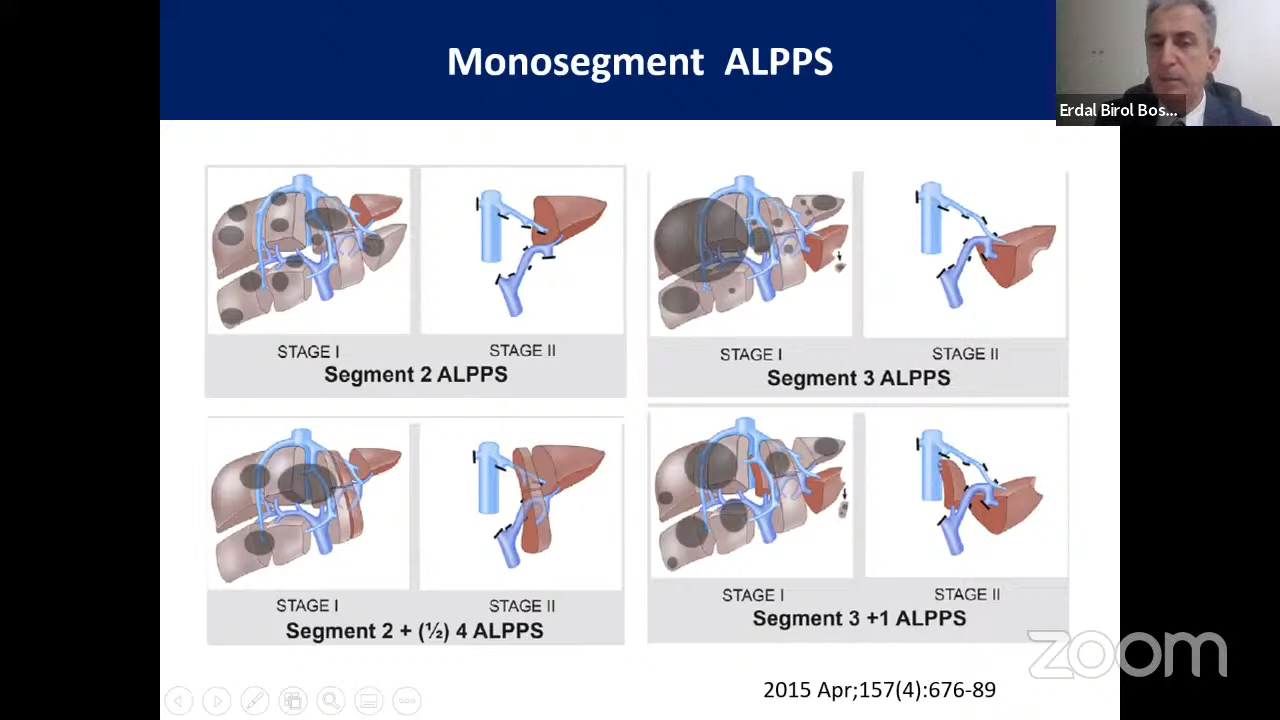 Monosegment ALPPS
Erdal Birol Bos...
STAGE I
STAGE II
Segment 2 ALPPS
STAGE I
STAGE II
Segment 3 ALPPS
STAGE I
STAGE II
Segment 2 + (½) 4 ALPPS
STAGE I
STAGE II
Segment 3 +1 ALPPS
zoom
2015 Apr;157(4):676-89